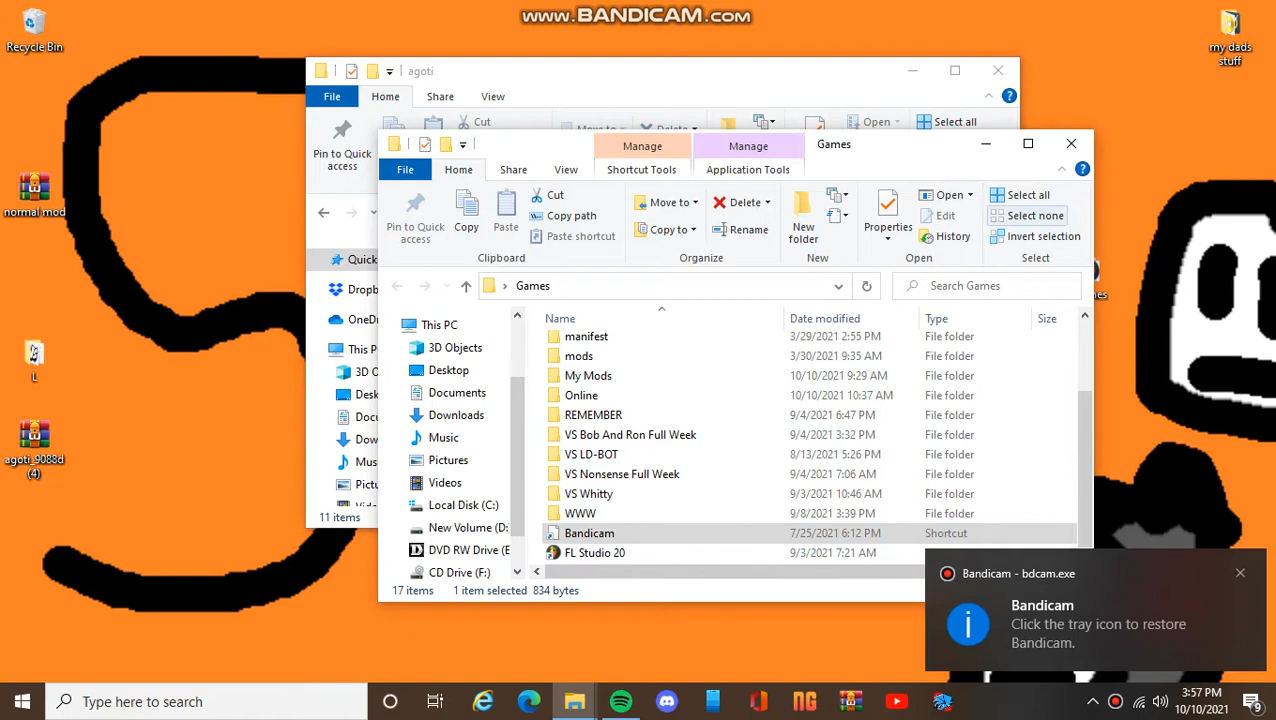 www.BANDICAM.com
Recycle Bin
my dads
stuff
agoti
File Home Share View
Cut
Open
Select all
Pin to Quick
access
Move to
Delete
Manage Manage Games
File Home Share View Shortcut Tools Application Tools
Pin to Quick
access
Copy
Paste
Cut
Copy path
Paste shortcut
Move to
Copy to
Delete
Rename
New
folder
Properties
Open
Edit
History
Select all
Select none
Invert selection
Clipboard Organize New Open Select
normal mod
Games
Search Games
Quick
Dropb
OneD
This P
3D O
Desk
Docu
Dow
Mus
Pictu
11 items
This PC
3D Objects
Desktop
Documents
Downloads
Music
Pictures
Videos
Local Disk (C:)
New Volume (D:
DVD RW Drive (E
CD Drive (F:)
Name Date modified Type Size
manifest 3/29/2021 2:55 PM File folder
mods 3/30/2021 9:35 AM File folder
My Mods 10/10/2021 9:29 AM File folder
Online 10/10/2021 10:37 AM File folder
REMEMBER 9/4/2021 6:47 PM File folder
VS Bob And Ron Full Week 9/4/2021 3:32 PM File folder
VS LD-BOT 8/13/2021 5:26 PM File folder
VS Nonsense Full Week 9/4/2021 7:06 AM File folder
VS Whitty 9/3/2021 10:46 AM File folder
WWW 9/8/2021 3:39 PM File folder
Bandicam 7/25/2021 6:12 PM Shortcut
FL Studio 20 9/3/2021 7:21 AM
17 items 1 item selected 834 bytes
L
agoti_9088d
(4)
Bandicam - bdcam.exe
Bandicam
Click the tray icon to restore
Bandicam.
Type here to search
NG
3:57 PM
10/10/2021
9